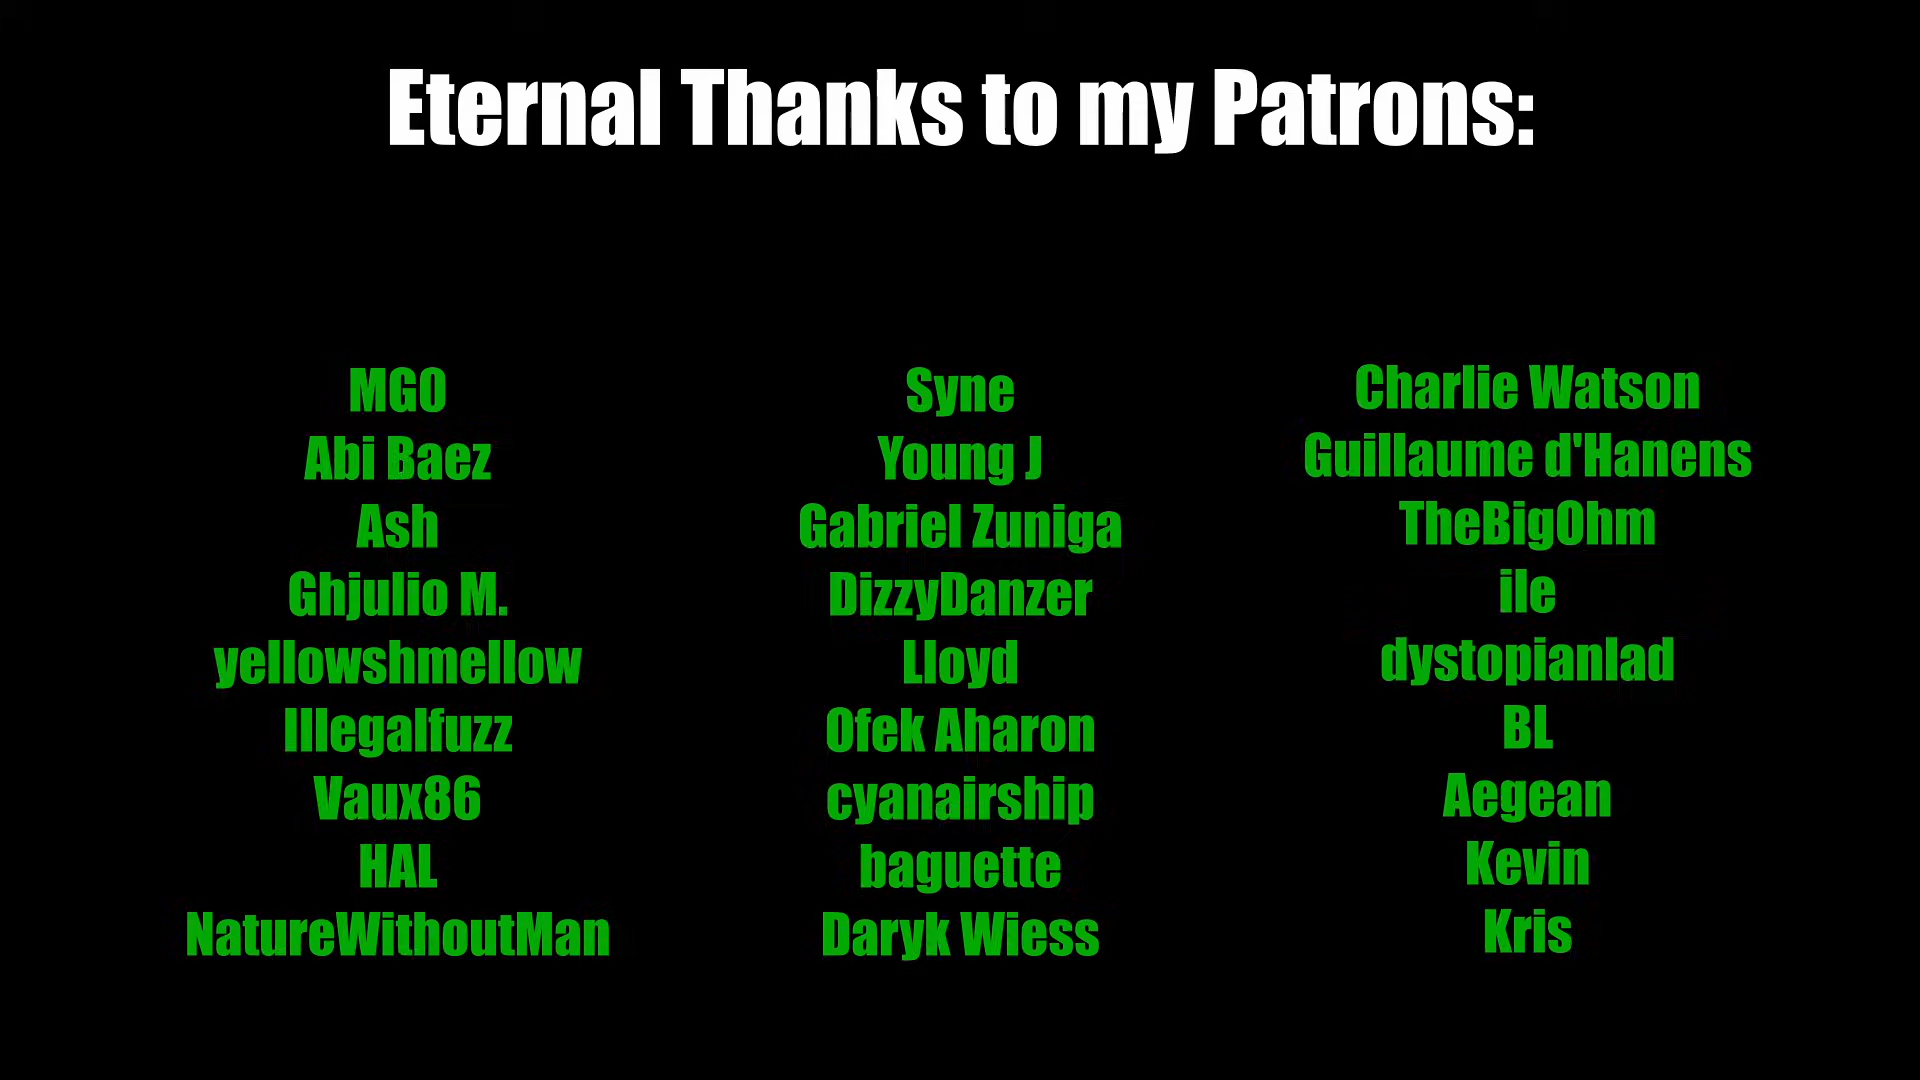 Eternal Thanks to my Patrons:
MGO
Abi Baez
Ash
Ghjulio M.
yellowshmellow
Illegalfuzz
Vaux86
HAL
NatureWithoutMan
Syne
Young J
Gabriel Zuniga
DizzyDanzer
Lloyd
Ofek Aharon
cyanairship
baguette
Daryk Wiess
Charlie Watson
Guillaume d'Hanens
TheBigOhm
ile
dystopianlad
BL
Aegean
Kevin
Kris